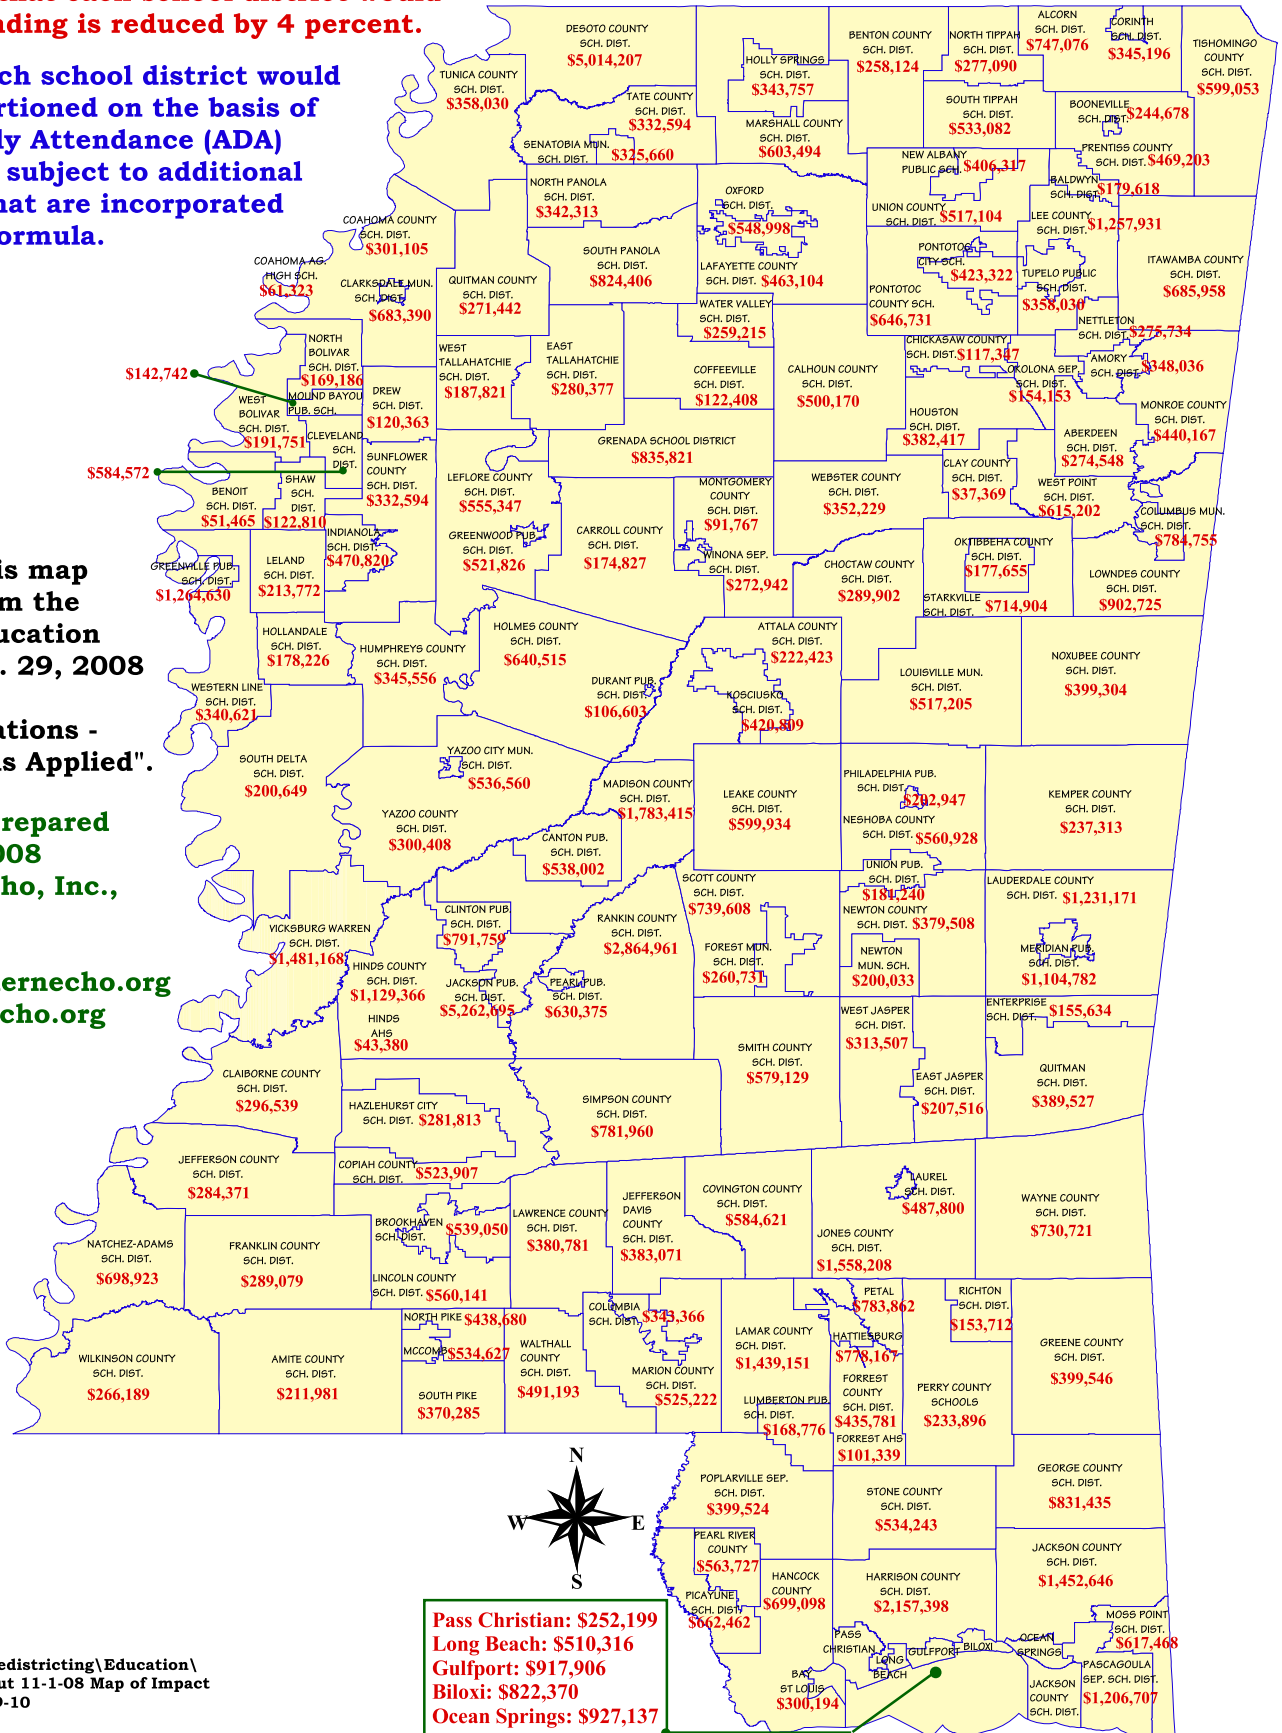 that each school district would
nding is reduced by 4 percent.
ch school district would
rtioned on the basis of
ly Attendance (ADA)
subject to additional
hat are incorporated
ormula.
is map
m the
ucation
. 29, 2008
ations -
is Applied".
repared
008
ho, Inc.,
ernecho.org
cho.org
edistricting\Education\
ut 11-1-08 Map of Impact
9-10
DESOTO COUNTY
SCH. DIST.
$5,014,207
TUNICA COUNTY
SCH. DIST.
$358,030
HOLLY SPRINGS
SCH. DIST.
$343,757
BENTON COUNTY
SCH. DIST.
$258,124
NORTH TIPPAH
SCH. DIST.
$277,090
ALCORN
SCH. DIST.
$747,076
CORINTH
SCH. DIST.
$345,196
TISHOMINGO
COUNTY
SCH. DIST.
$599,053
TATE COUNTY
SCH. DIST.
$332,594
SENATOBIA MUN.
SCH. DIST.
$325,660
MARSHALL COUNTY
SCH. DIST.
$603,494
SOUTH TIPPAH
SCH. DIST.
$533,082
BOONEVILLE
SCH. DIST.
$244,678
PRENTISS COUNTY
SCH. DIST.
$469,203
NEW ALBANY
PUBLIC SCH.
$406,317
BALDWYN
SCH. DIST.
$179,618
NORTH PANOLA
SCH. DIST.
$342,313
OXFORD
SCH. DIST.
$548,998
UNION COUNTY
SCH. DIST.
$517,104
LEE COUNTY
SCH. DIST.
$1,257,931
COAHOMA COUNTY
SCH. DIST.
$301,105
COAHOMA AG.
HIGH SCH.
$61,323
CLARKSDALE MUN.
SCH. DIST.
$683,390
QUITMAN COUNTY
SCH. DIST.
$271,442
SOUTH PANOLA
SCH. DIST.
$824,406
LAFAYETTE COUNTY
SCH. DIST.
$463,104
PONTOTOC
CITY SCH.
$423,322
TUPELO PUBLIC
SCH. DIST.
$358,030
ITAWAMBA COUNTY
SCH. DIST.
$685,958
PONTOTOC
COUNTY SCH.
$646,731
WATER VALLEY
SCH. DIST.
$259,215
NETTLETON
SCH. DIST.
$275,734
NORTH
BOLIVAR
SCH. DIST.
$169,186
$142,742
MOUND BAYOU
PUB. SCH.
WEST
TALLAHATCHIE
SCH. DIST.
$187,821
EAST
TALLAHATCHIE
SCH. DIST.
$280,377
COFFEEVILLE
SCH. DIST.
$122,408
CALHOUN COUNTY
SCH. DIST.
$500,170
CHICKASAW COUNTY
SCH. DIST.
$117,347
OKOLONA SEP.
SCH. DIST.
$154,153
AMORY
SCH. DIST.
$348,036
WEST
BOLIVAR
SCH. DIST.
$191,751
DREW
SCH. DIST.
$120,363
HOUSTON
SCH. DIST.
$382,417
MONROE COUNTY
SCH. DIST.
$440,167
CLEVELAND
SCH.
DIST.
$584,572
GRENADA SCHOOL DISTRICT
$835,821
ABERDEEN
SCH. DIST.
$274,548
SUNFLOWER
COUNTY
SCH. DIST.
$332,594
LEFLORE COUNTY
SCH. DIST.
$555,347
MONTGOMERY
COUNTY
SCH. DIST.
$91,767
WEBSTER COUNTY
SCH. DIST.
$352,229
CLAY COUNTY
SCH. DIST.
$37,369
WEST POINT
SCH. DIST.
$615,202
BENOIT
SCH. DIST.
$51,465
SHAW
SCH.
DIST.
$122,810
COLUMBUS MUN.
SCH. DIST.
$784,755
INDIANOLA
SCH. DIST.
$470,820
GREENWOOD PUB.
SCH. DIST.
$521,826
CARROLL COUNTY
SCH. DIST.
$174,827
WINONA SEP.
SCH. DIST.
$272,942
CHOCTAW COUNTY
SCH. DIST.
$289,902
OKTIBBEHA COUNTY
SCH. DIST.
$177,655
GREENVILLE PUB.
SCH. DIST.
$1,264,630
LELAND
SCH. DIST.
$213,772
STARKVILLE
SCH. DIST.
$714,904
LOWNDES COUNTY
SCH. DIST.
$902,725
HOLLANDALE
SCH. DIST.
$178,226
HUMPHREYS COUNTY
SCH. DIST.
$345,556
HOLMES COUNTY
SCH. DIST.
$640,515
ATTALA COUNTY
SCH. DIST.
$222,423
LOUISVILLE MUN.
SCH. DIST.
$517,205
NOXUBEE COUNTY
SCH. DIST.
$399,304
WESTERN LINE
SCH. DIST.
$340,621
DURANT PUB.
SCH. DIST.
$106,603
KOSCIUSKO
SCH. DIST.
$420,809
SOUTH DELTA
SCH. DIST.
$200,649
YAZOO CITY MUN.
SCH. DIST.
$536,560
MADISON COUNTY
SCH. DIST.
$1,783,415
LEAKE COUNTY
SCH. DIST.
$599,934
PHILADELPHIA PUB.
SCH. DIST.
$202,947
NESHOBA COUNTY
SCH. DIST.
$560,928
KEMPER COUNTY
SCH. DIST.
$237,313
YAZOO COUNTY
SCH. DIST.
$300,408
CANTON PUB.
SCH. DIST.
$538,002
UNION PUB.
SCH. DIST.
$181,240
SCOTT COUNTY
SCH. DIST.
$739,608
LAUDERDALE COUNTY
SCH. DIST.
$1,231,171
VICKSBURG WARREN
SCH. DIST.
$1,481,168
CLINTON PUB.
SCH. DIST.
$791,759
RANKIN COUNTY
SCH. DIST.
$2,864,961
NEWTON COUNTY
SCH. DIST.
$379,508
FOREST MUN.
SCH. DIST.
$260,731
NEWTON
MUN. SCH.
$200,033
MERIDIAN PUB.
SCH. DIST.
$1,104,782
HINDS COUNTY
SCH. DIST.
$1,129,366
JACKSON PUB.
SCH. DIST.
$5,262,695
PEARL PUB.
SCH. DIST.
$630,375
HINDS
AHS
$43,380
WEST JASPER
SCH. DIST.
$313,507
ENTERPRISE
SCH. DIST.
$155,634
CLAIBORNE COUNTY
SCH. DIST.
$296,539
SMITH COUNTY
SCH. DIST.
$579,129
EAST JASPER
SCH. DIST.
$207,516
QUITMAN
SCH. DIST.
$389,527
HAZLEHURST CITY
SCH. DIST.
$281,813
SIMPSON COUNTY
SCH. DIST.
$781,960
JEFFERSON COUNTY
SCH. DIST.
$284,371
COPIAH COUNTY
SCH. DIST.
$523,907
NATCHEZ-ADAMS
SCH. DIST.
$698,923
FRANKLIN COUNTY
SCH. DIST.
$289,079
BROOKHAVEN
SCH. DIST.
$539,050
LAWRENCE COUNTY
SCH. DIST.
$380,781
JEFFERSON
DAVIS
COUNTY
SCH. DIST.
$383,071
COVINGTON COUNTY
SCH. DIST.
$584,621
LAUREL
SCH. DIST.
$487,800
JONES COUNTY
SCH. DIST.
$1,558,208
WAYNE COUNTY
SCH. DIST.
$730,721
LINCOLN COUNTY
SCH. DIST.
$560,141
WILKINSON COUNTY
SCH. DIST.
$266,189
AMITE COUNTY
SCH. DIST.
$211,981
NORTH PIKE
$438,680
MCCOMB
$534,627
SOUTH PIKE
$370,285
WALTHALL
COUNTY
SCH. DIST.
$491,193
COLUMBIA
SCH. DIST.
$343,366
MARION COUNTY
SCH. DIST.
$525,222
LAMAR COUNTY
SCH. DIST.
$1,439,151
PETAL
$783,862
HATTIESBURG
$778,167
RICHTON
SCH. DIST.
$153,712
GREENE COUNTY
SCH. DIST.
$399,546
LUMBERTON PUB.
SCH. DIST.
$168,776
FORREST
COUNTY
SCH. DIST.
$435,781
PERRY COUNTY
SCHOOLS
$233,896
FORREST AHS
$101,339
N
W
E
S
POPLARVILLE SEP.
SCH. DIST.
$399,524
STONE COUNTY
SCH. DIST.
$534,243
GEORGE COUNTY
SCH. DIST.
$831,435
PEARL RIVER
COUNTY
$563,727
HANCOCK
COUNTY
$699,098
HARRISON COUNTY
SCH. DIST.
$2,157,398
JACKSON COUNTY
SCH. DIST.
$1,452,646
PICAYUNE
SCH. DIST.
$662,462
PASS
CHRISTIAN
LONG
BEACH
GULFPORT
BILOXI
OCEAN
SPRINGS
MOSS POINT
SCH. DIST.
$617,468
BAY
ST LOUIS
$300,194
JACKSON
COUNTY
SCH. DIST.
PASCAGOULA
SEP. SCH. DIST.
$1,206,707
Pass Christian: $252,199
Long Beach: $510,316
Gulfport: $917,906
Biloxi: $822,370
Ocean Springs: $927,137